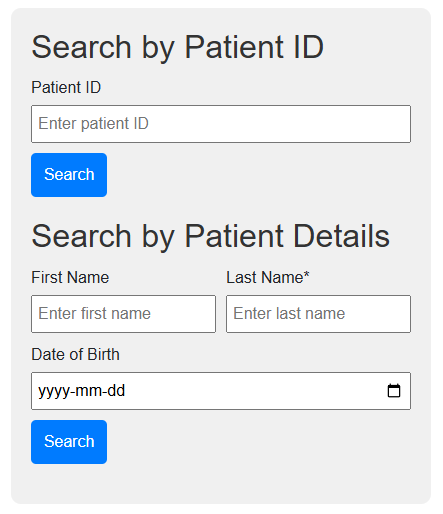 Search by Patient ID
Patient ID
Enter patient ID
Search
Search by Patient Details
First Name Last Name*
Enter first name Enter last name
Date of Birth
yyyy-mm-dd
Search